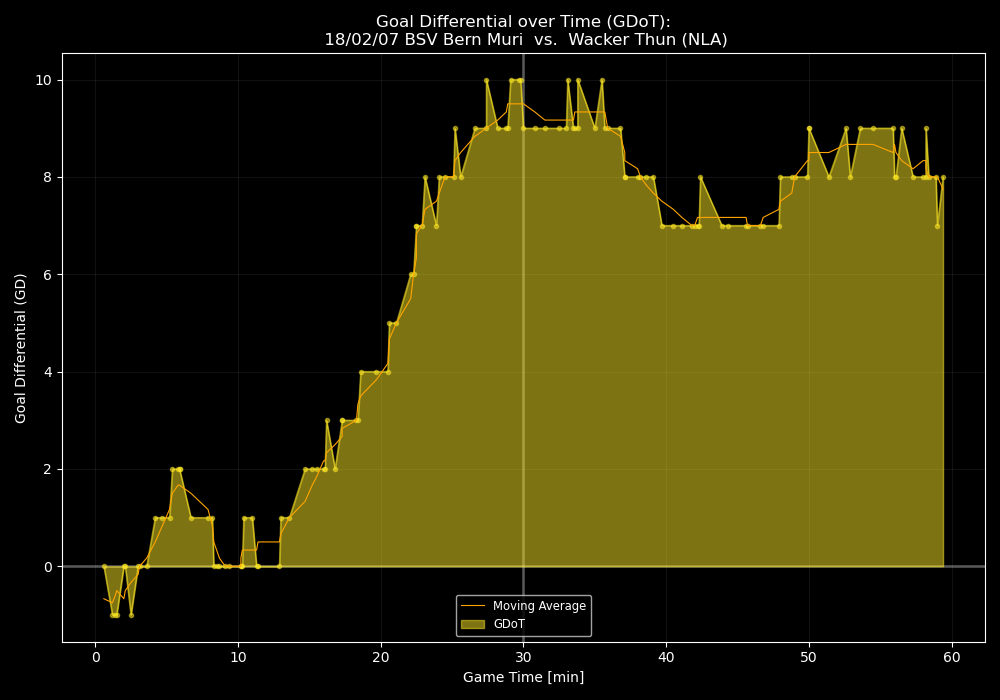 Goal Differential over Time (GDoT):
18/02/07 BSV Bern Muri  vs.  Wacker Thun (NLA)
Goal Differential (GD)
10
8
6
4
2
0
Moving Average
GDoT
0 10 20 30 40 50 60
Game Time [min]